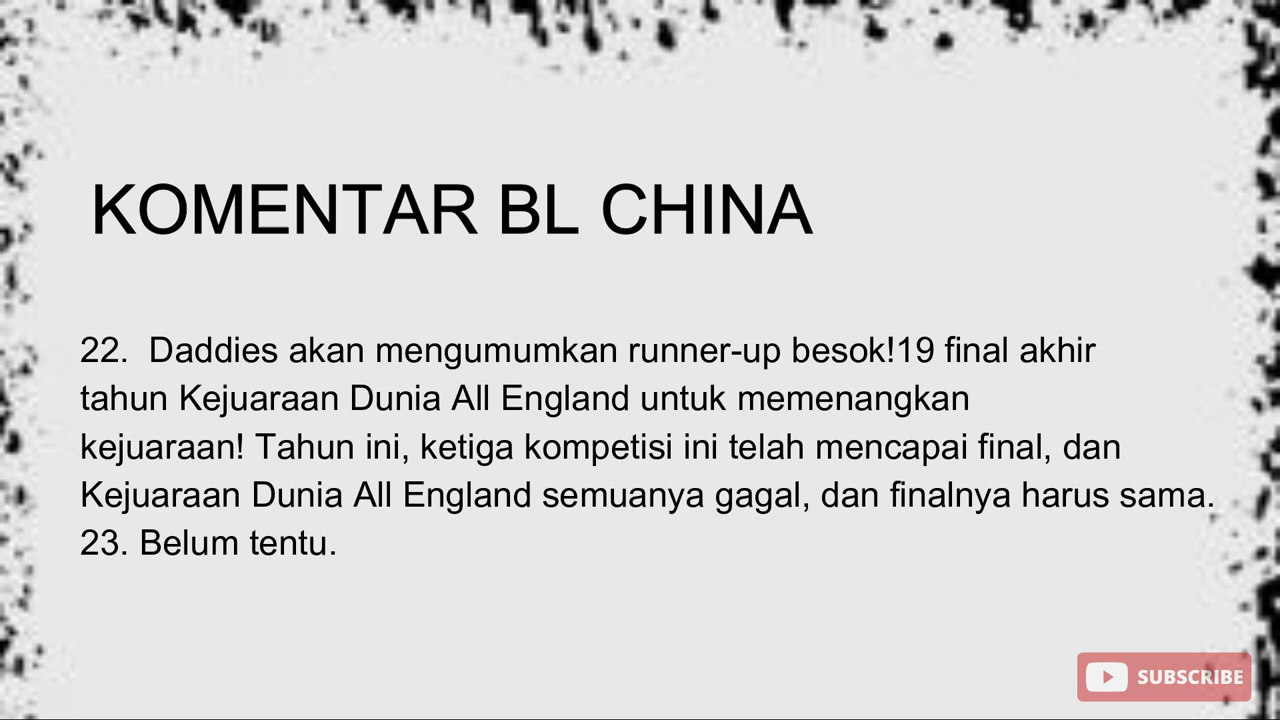 KOMENTAR BL CHINA
22.  Daddies akan mengumumkan runner-up besok!19 final akhir
tahun Kejuaraan Dunia All England untuk memenangkan
kejuaraan! Tahun ini, ketiga kompetisi ini telah mencapai final, dan
Kejuaraan Dunia All England semuanya gagal, dan finalnya harus sama.
23. Belum tentu.
SUBSCRIBE